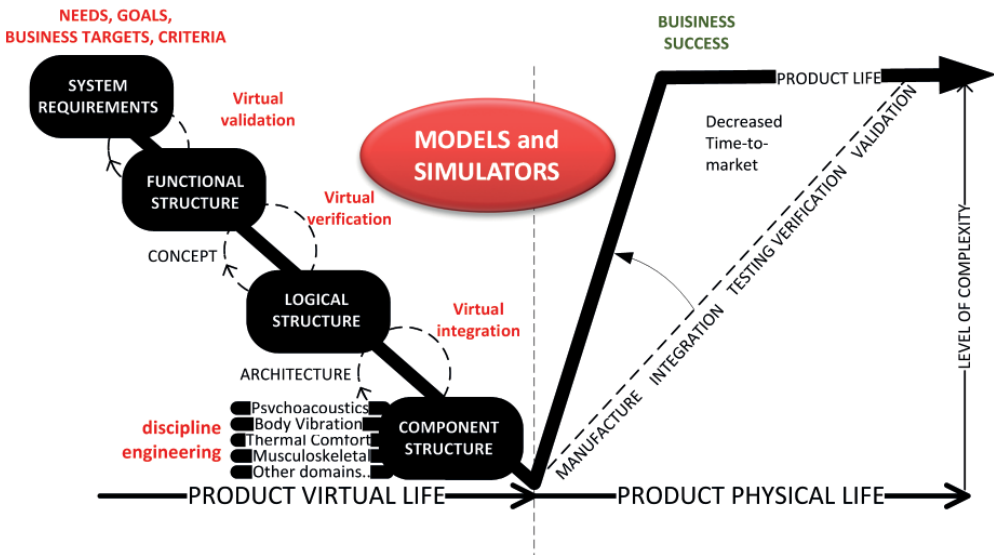 NEEDS, GOALS,
BUSINESS TARGETS, CRITERIA
SYSTEM
REQUIREMENTS
Virtual
validation
FUNCTIONAL
STRUCTURE
Virtual
verification
CONCEPT
LOGICAL
STRUCTURE
Virtual
integration
ARCHITECTURE
discipline
engineering
Psychoacoustics
Body Vibration
Thermal Comfort
Musculoskeletal
Other domains..
COMPONENT
STRUCTURE
MODELS and
SIMULATORS
BUISINESS
SUCCESS
PRODUCT LIFE
Decreased
Time-to-
market
MANUFACTURE INTEGRATION TESTING VERIFICATION VALIDATION
LEVEL OF COMPLEXITY
PRODUCT VIRTUAL LIFE
PRODUCT PHYSICAL LIFE